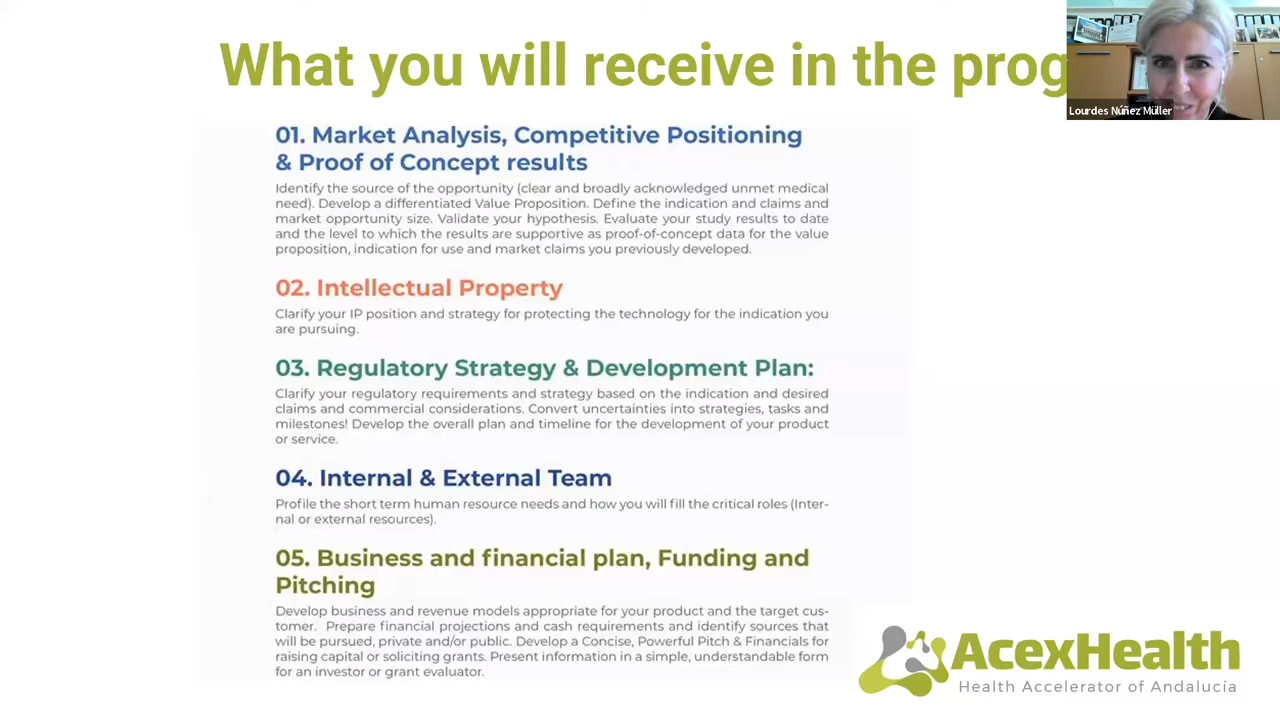 What you will receive in the prog
Lourdes Núñez Müller
01. Market Analysis, Competitive Positioning
& Proof of Concept results
Identify the source of the opportunity (clear and broadly acknowledged unmet medical
need). Develop a differentiated Value Proposition. Define the indication and claims and
market opportunity size. Validate your hypothesis. Evaluate your study results to date
and the level to which the results are supportive as proof-of-concept data for the value
proposition, indication for use and market claims you previously developed.
02. Intellectual Property
Clarify your IP position and strategy for protecting the technology for the indication you
are pursuing.
03. Regulatory Strategy & Development Plan:
Clarify your regulatory requirements and strategy based on the indication and desired
claims and commercial considerations. Convert uncertainties into strategies, tasks and
milestones! Develop the overall plan and timeline for the development of your product
or service.
04. Internal & External Team
Profile the short term human resource needs and how you will fill the critical roles (Inter-
nal or external resources).
05. Business and financial plan, Funding and
Pitching
Develop business and revenue models appropriate for your product and the target cus-
tomer. Prepare financial projections and cash requirements and identify sources that
will be pursued, private and/or public. Develop a Concise, Powerful Pitch & Financials for
raising capital or soliciting grants. Present information in a simple, understandable form
for an investor or grant evaluator.
AcexHealth
Health Accelerator of Andalucía